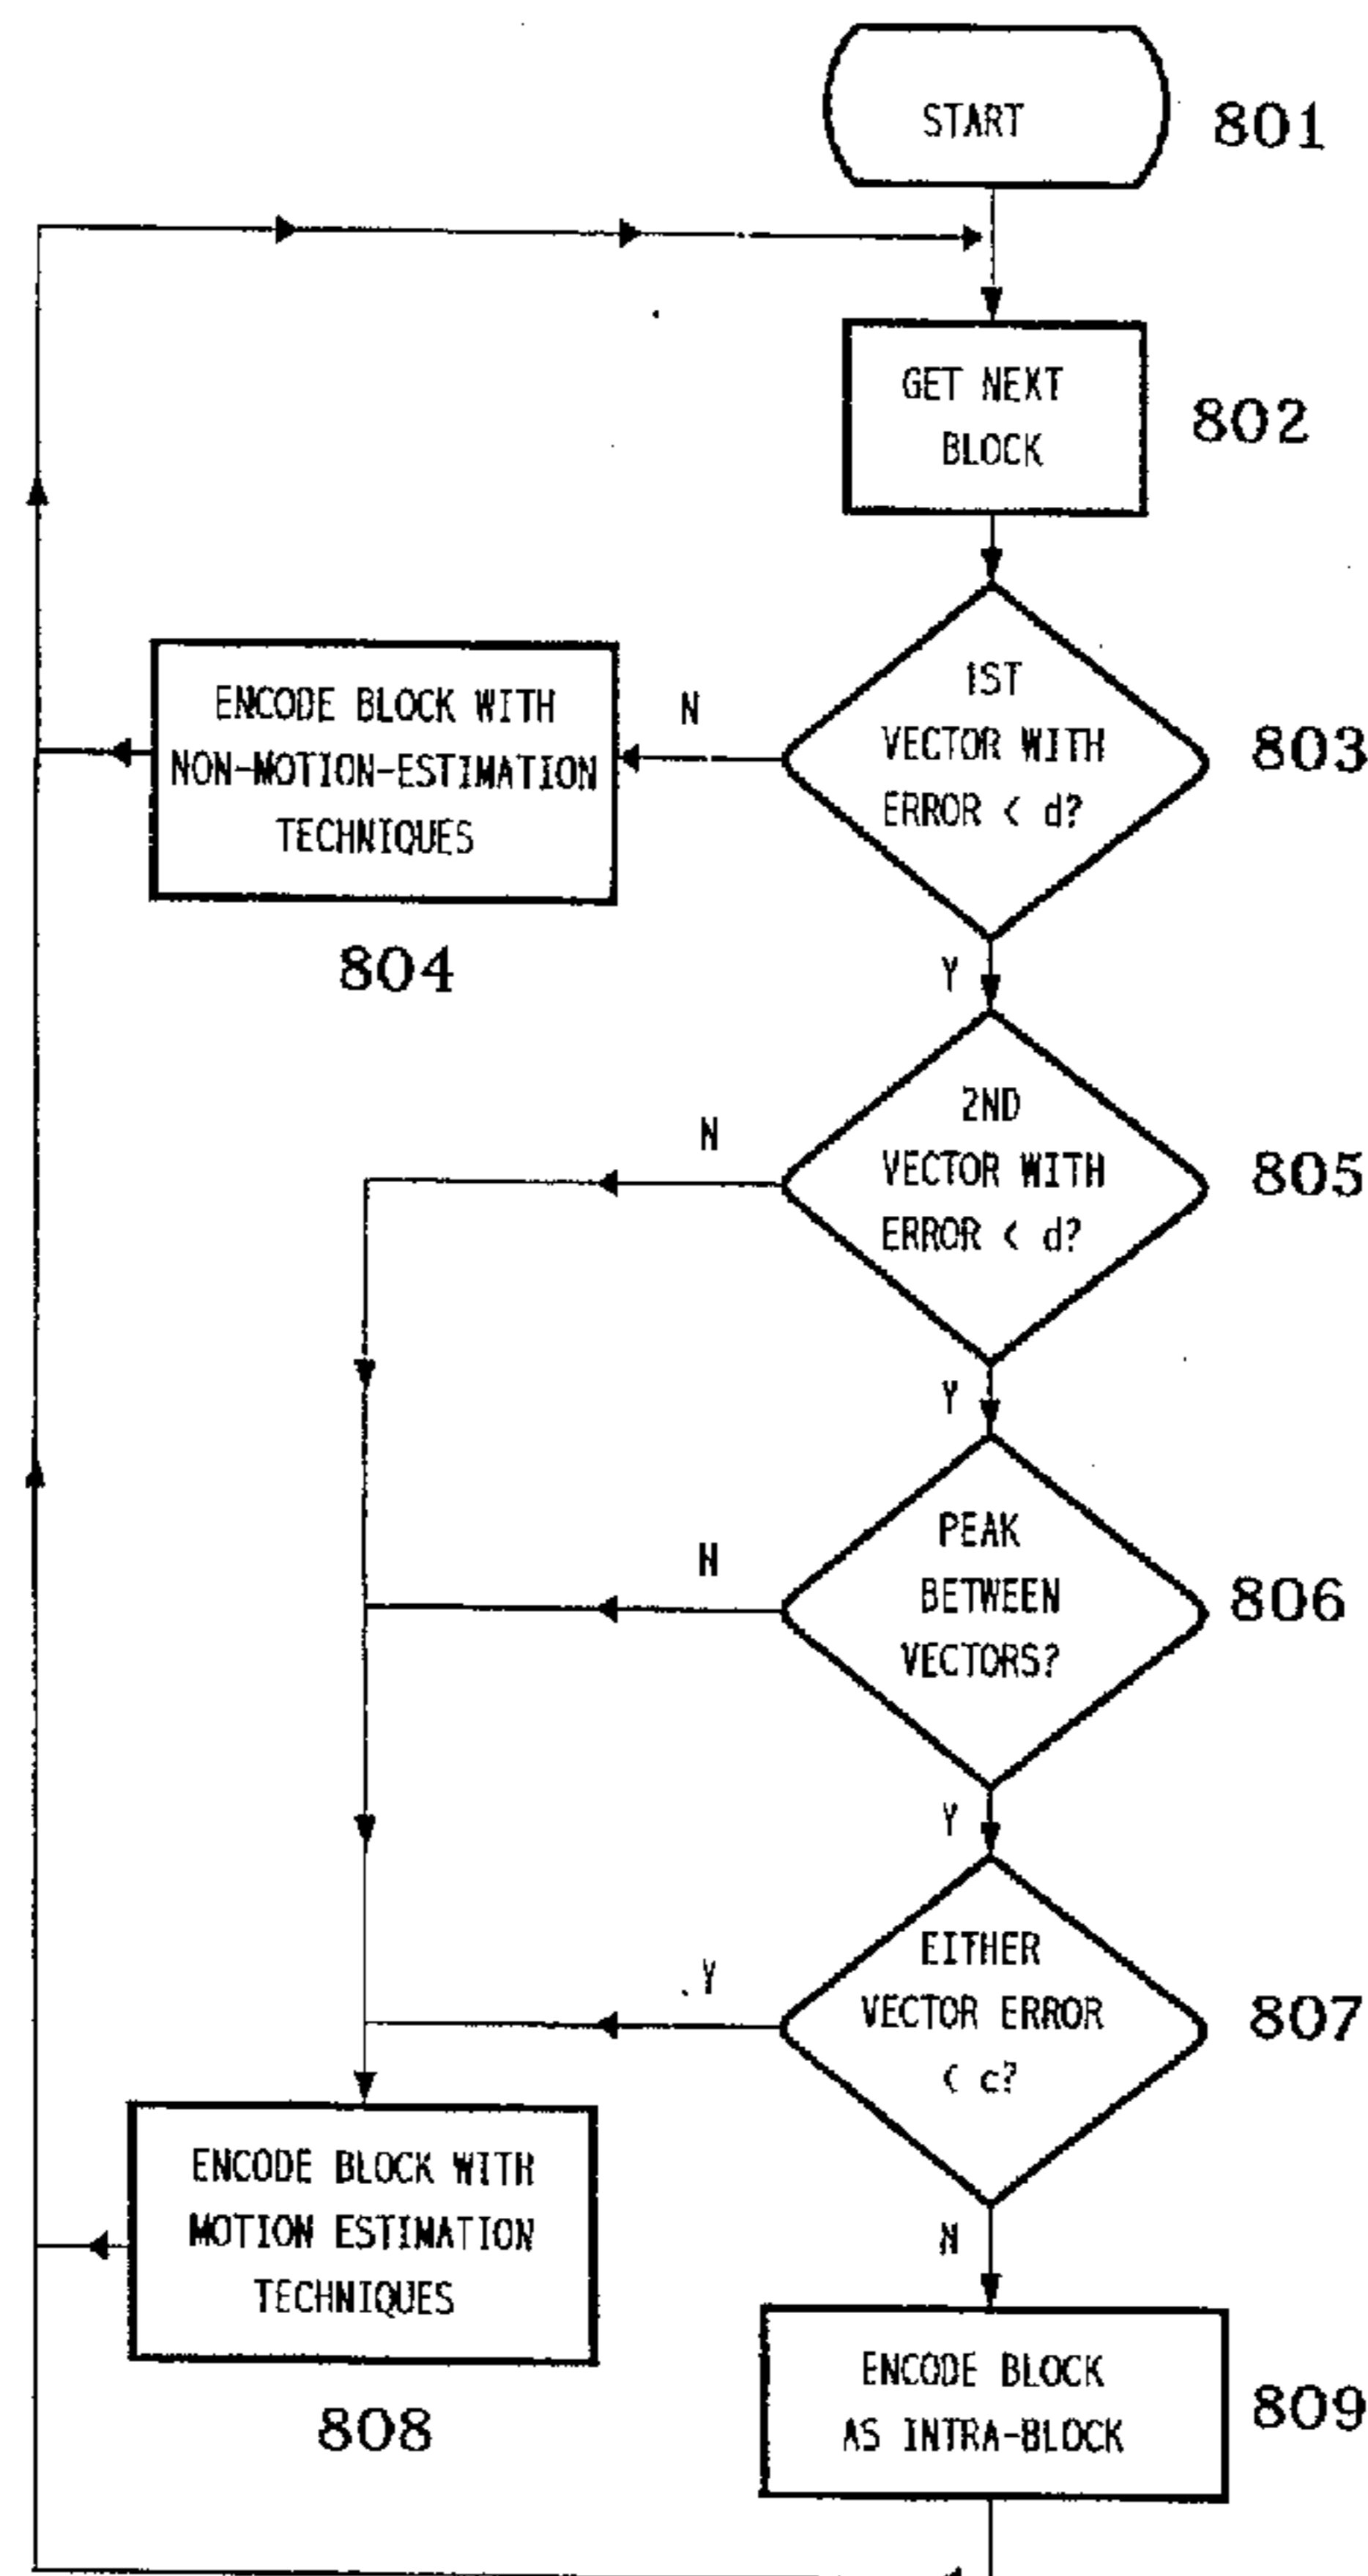 START
801
GET NEXT
BLOCK
802
1ST
VECTOR WITH
ERROR < d?
803
N
ENCODE BLOCK WITH
NON-MOTION-ESTIMATION
TECHNIQUES
804
Y
2ND
VECTOR WITH
ERROR < d?
805
N
Y
PEAK
BETWEEN
VECTORS?
806
N
Y
EITHER
VECTOR ERROR
< c?
807
Y
ENCODE BLOCK WITH
MOTION ESTIMATION
TECHNIQUES
808
N
ENCODE BLOCK
AS INTRA-BLOCK
809